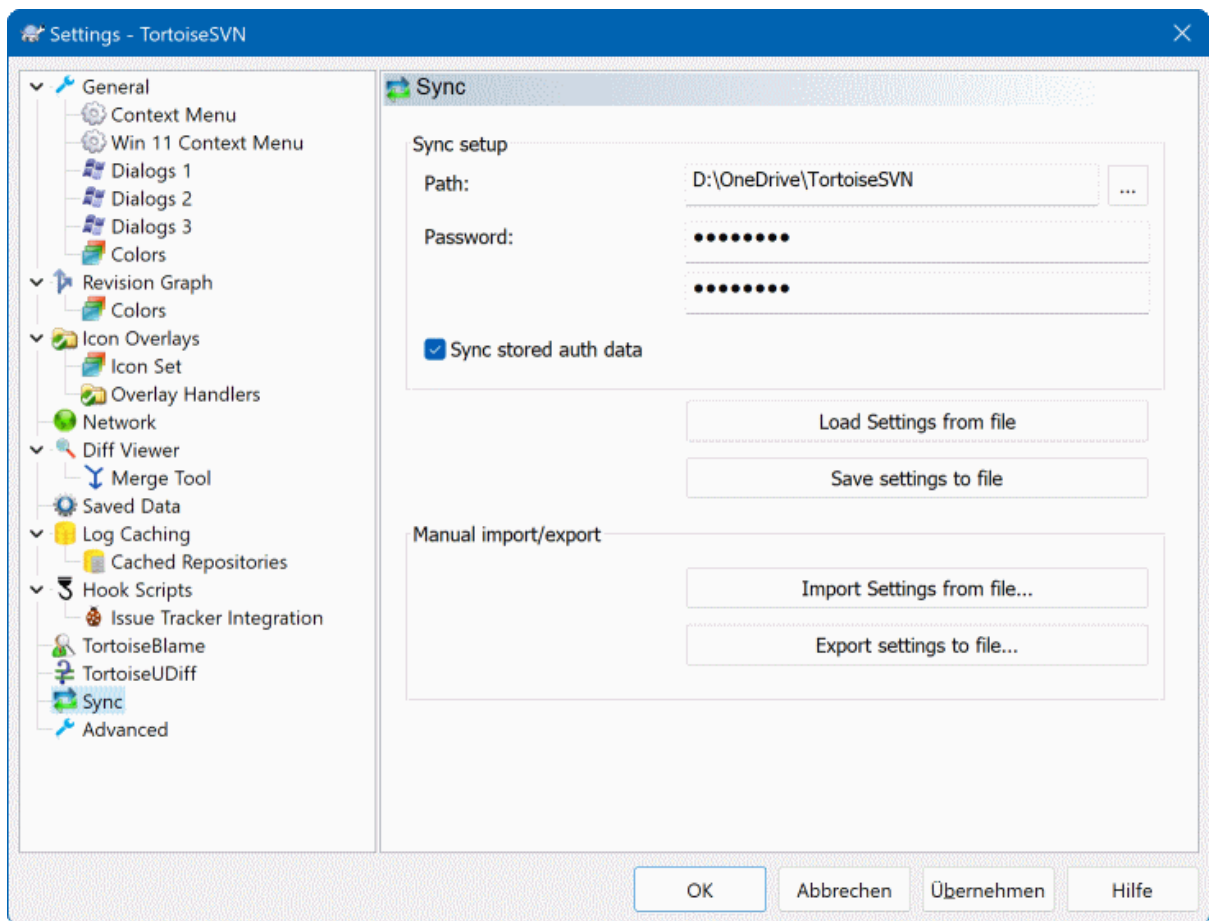 Settings - TortoiseSVN
General
Context Menu
Win 11 Context Menu
Dialogs 1
Dialogs 2
Dialogs 3
Colors
Revision Graph
Colors
Icon Overlays
Icon Set
Overlay Handlers
Network
Diff Viewer
Merge Tool
Saved Data
Log Caching
Cached Repositories
Hook Scripts
Issue Tracker Integration
TortoiseBlame
TortoiseUDiff
Sync
Advanced
Sync
Sync setup
Path: D:\OneDrive\TortoiseSVN ...
Password: ●●●●●●●●
●●●●●●●●
Sync stored auth data
Load Settings from file
Save settings to file
Manual import/export
Import Settings from file...
Export settings to file...
OK Abbrechen Übernehmen Hilfe